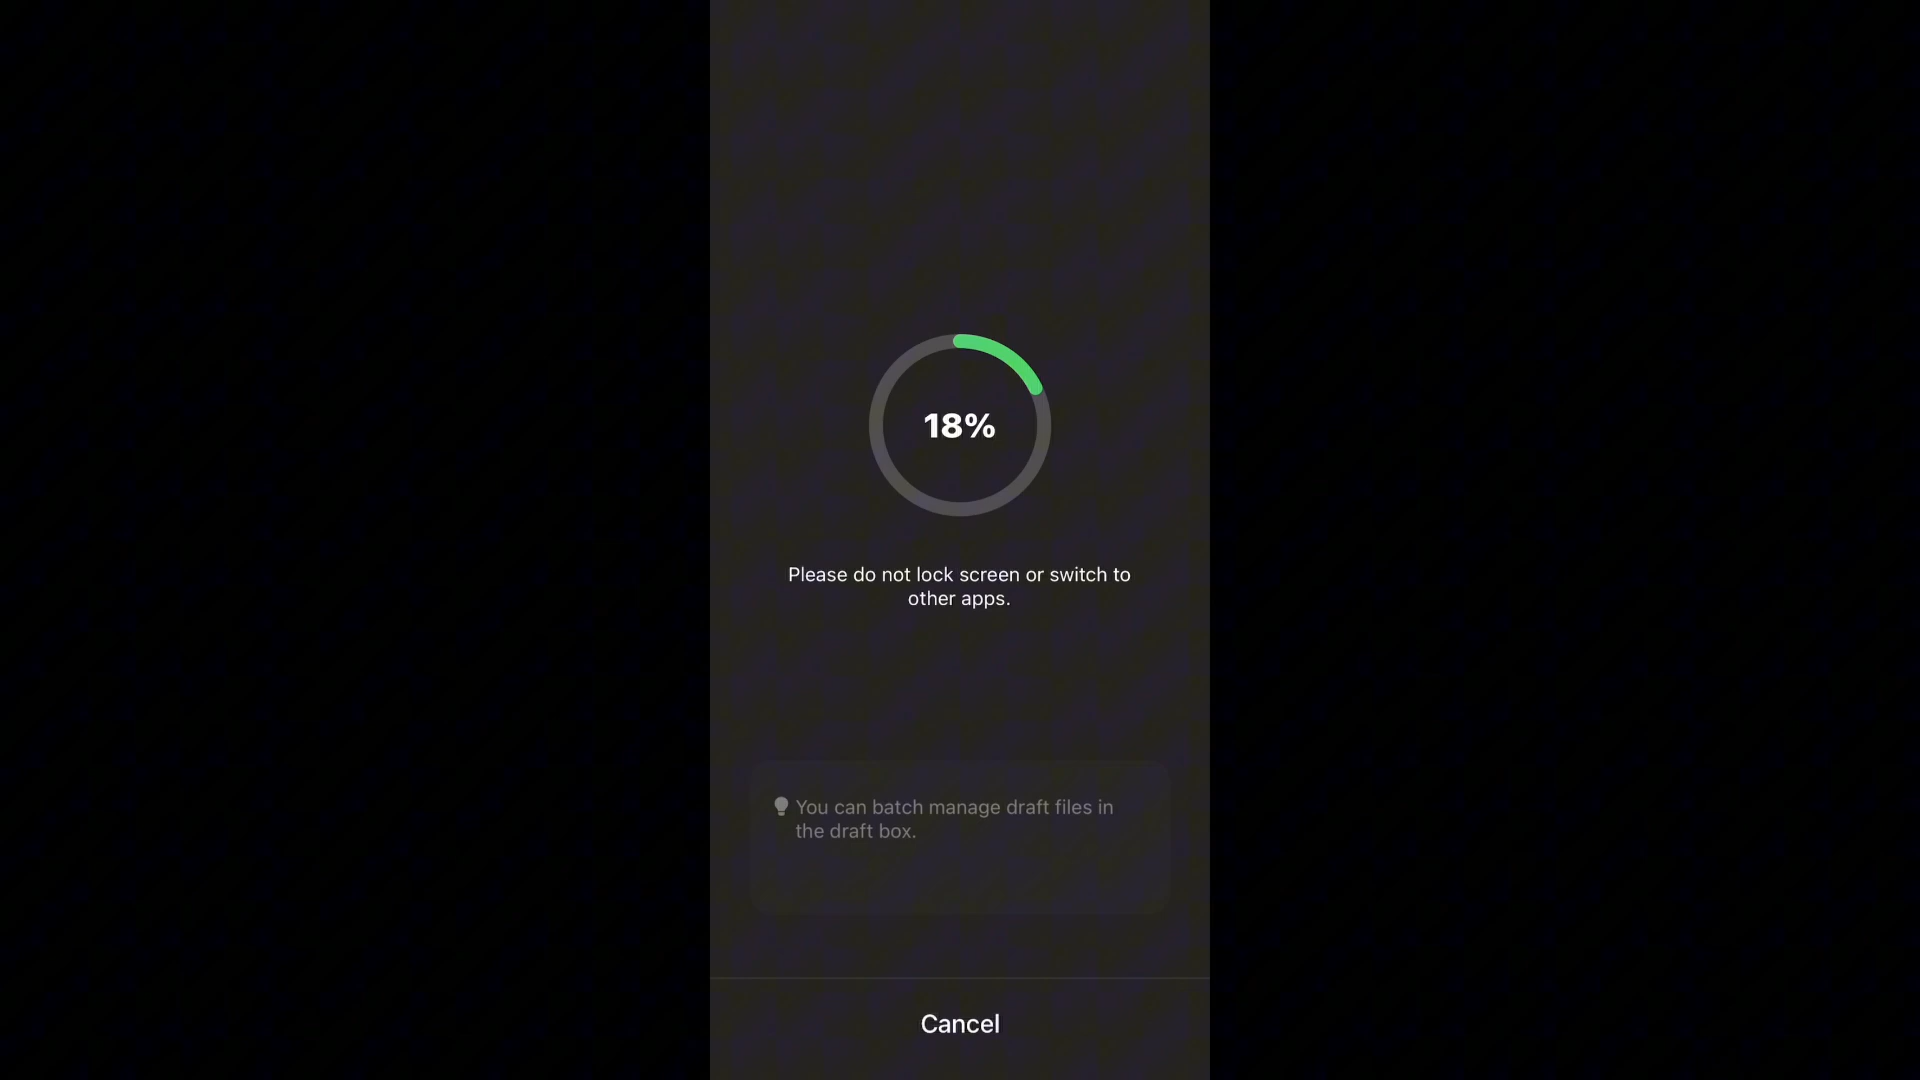 18%
Please do not lock screen or switch to
other apps.
You can batch manage draft files in
the draft box.
Cancel